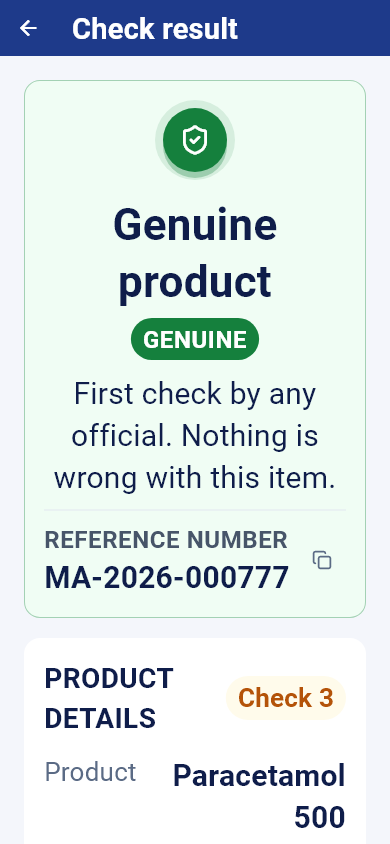 Check result
Genuine
product
GENUINE
First check by any
official. Nothing is
wrong with this item.
REFERENCE NUMBER
MA-2026-000777
PRODUCT
DETAILS
Check 3
Product
Paracetamol
500